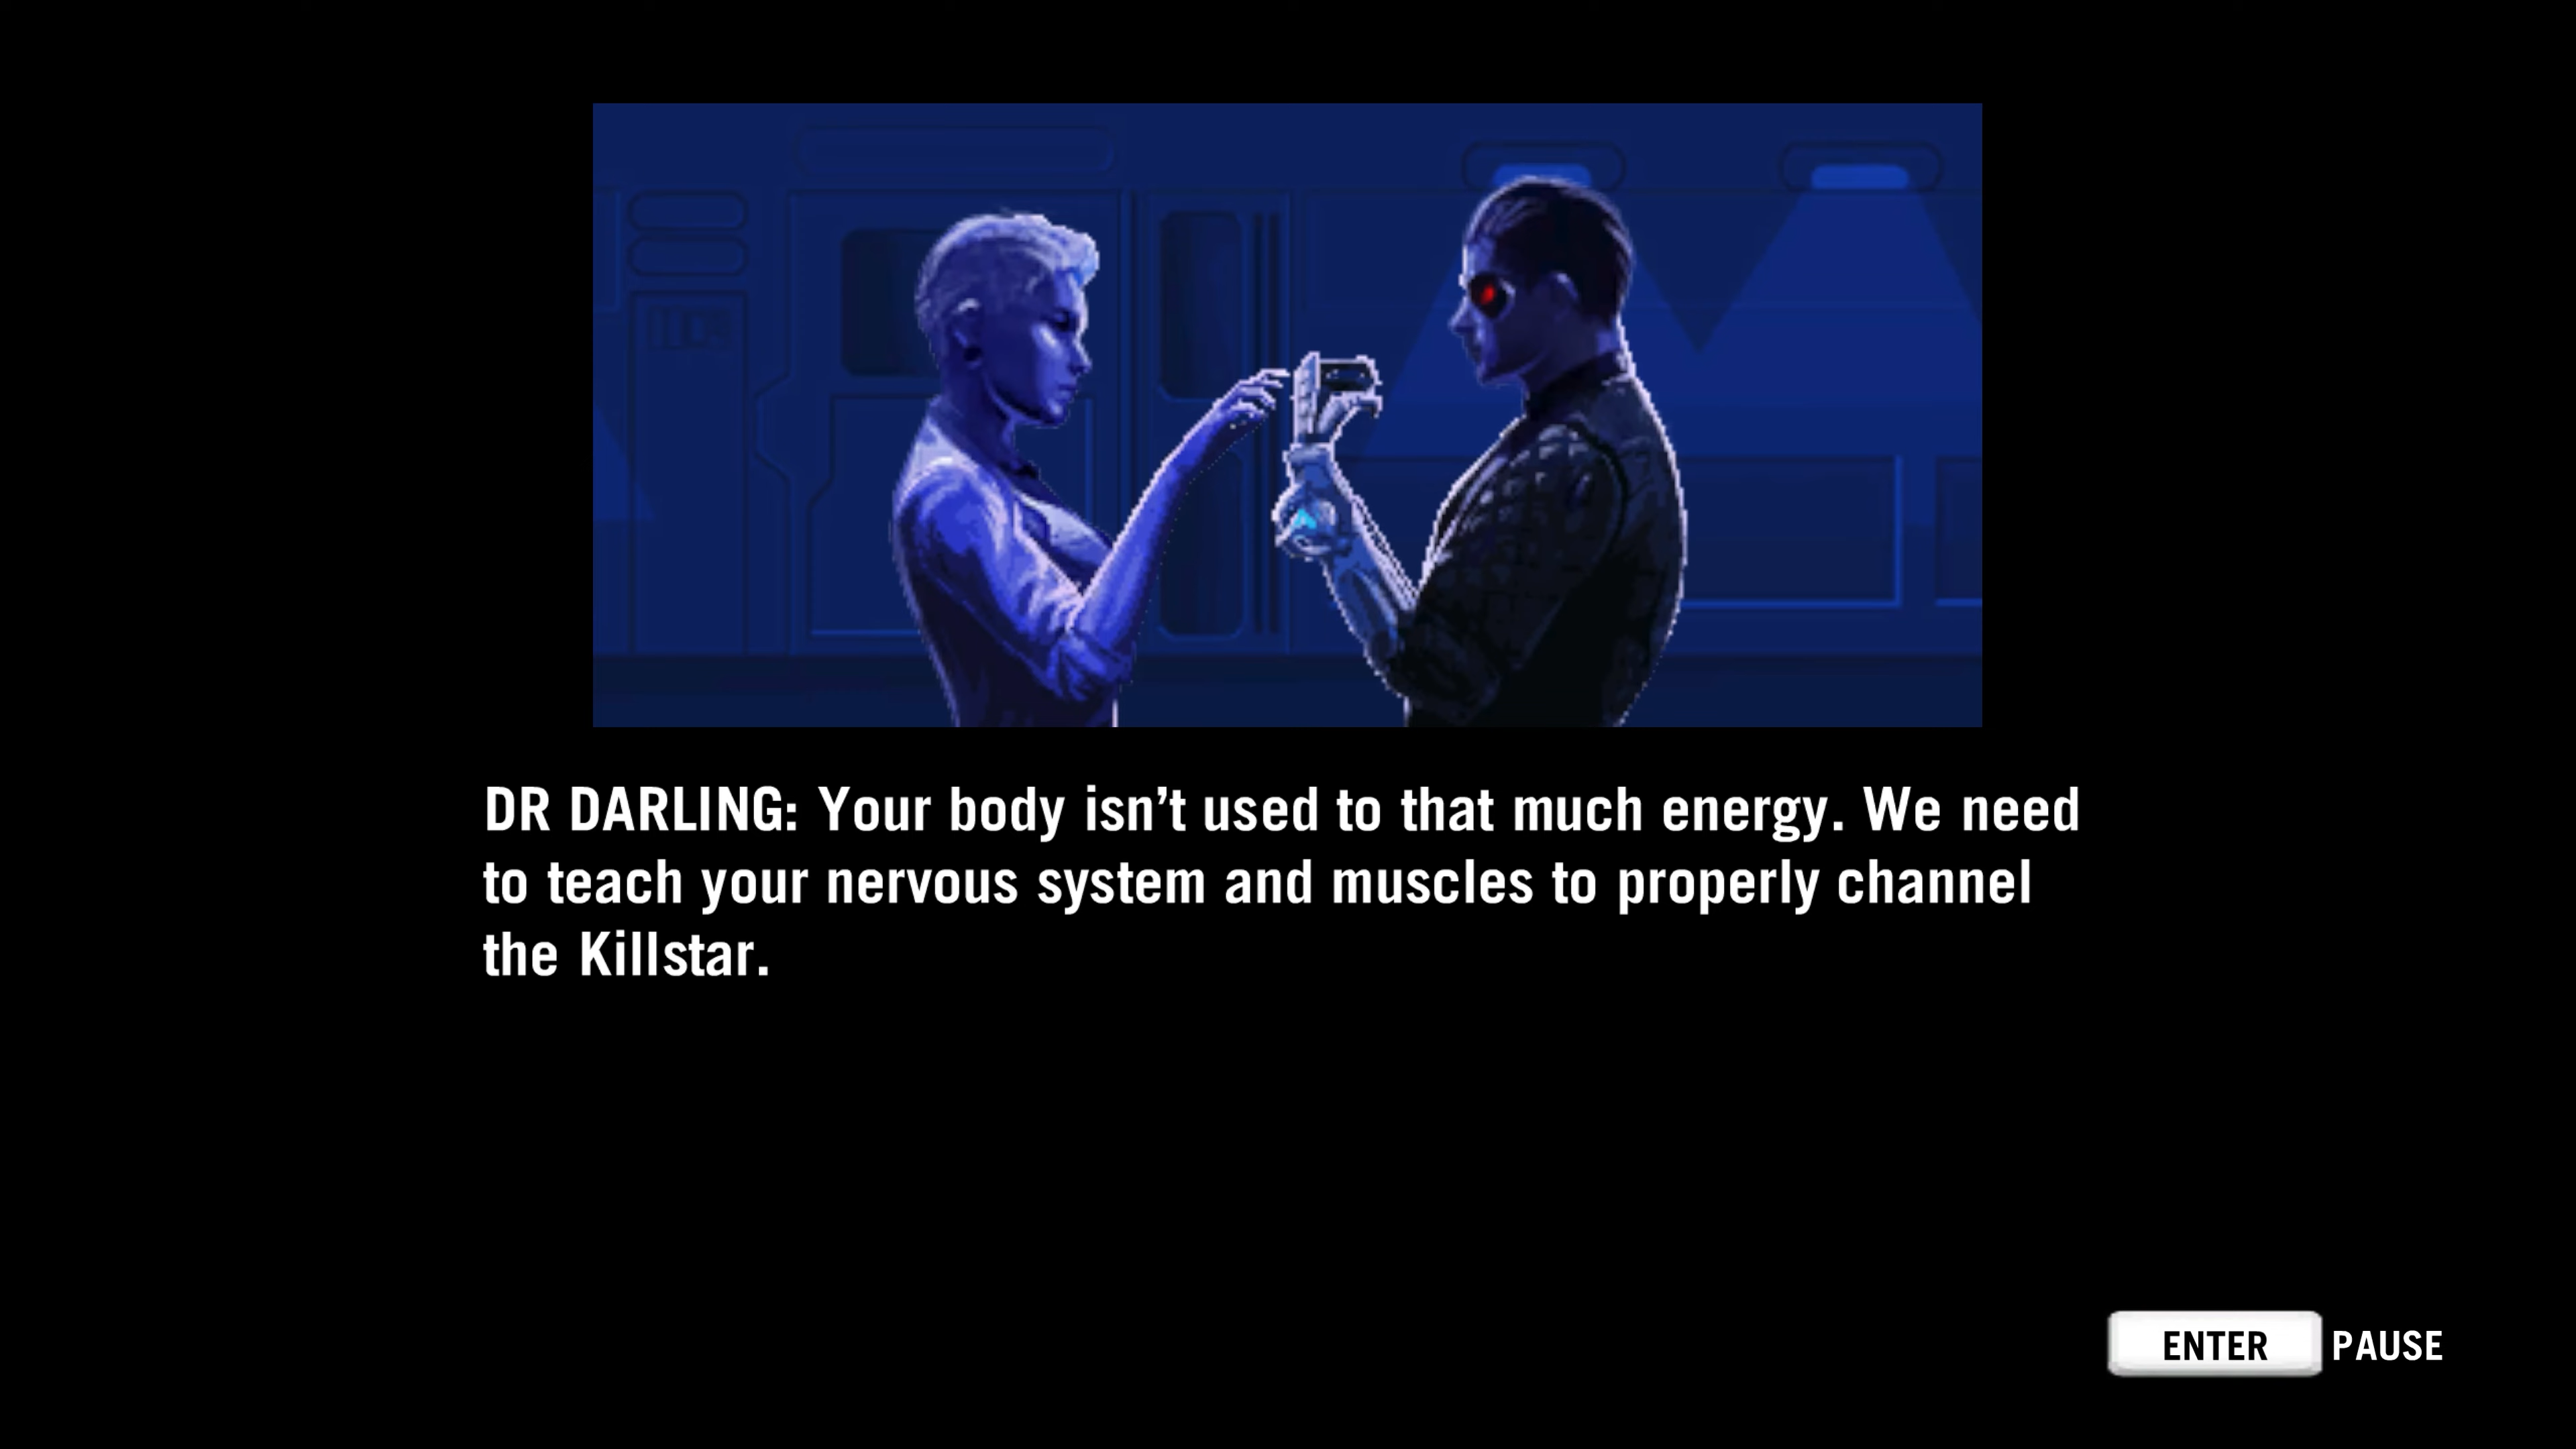 DR DARLING: Your body isn't used to that much energy. We need
to teach your nervous system and muscles to properly channel
the Killstar.
ENTER PAUSE